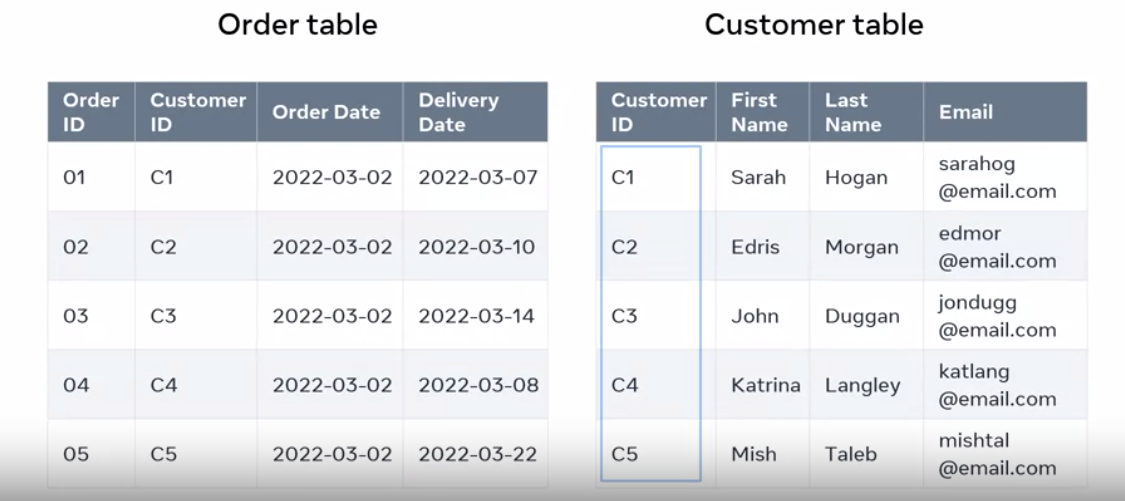 Order table
Order ID	Customer ID	Order Date	Delivery Date
01	C1	2022-03-02	2022-03-07
02	C2	2022-03-02	2022-03-10
03	C3	2022-03-02	2022-03-14
04	C4	2022-03-02	2022-03-08
05	C5	2022-03-02	2022-03-22
Customer table
Customer ID	First Name	Last Name	Email
C1	Sarah	Hogan	sarahog@email.com
C2	Edris	Morgan	edmor@email.com
C3	John	Duggan	jondugg@email.com
C4	Katrina	Langley	katlang@email.com
C5	Mish	Taleb	mishtal@email.com